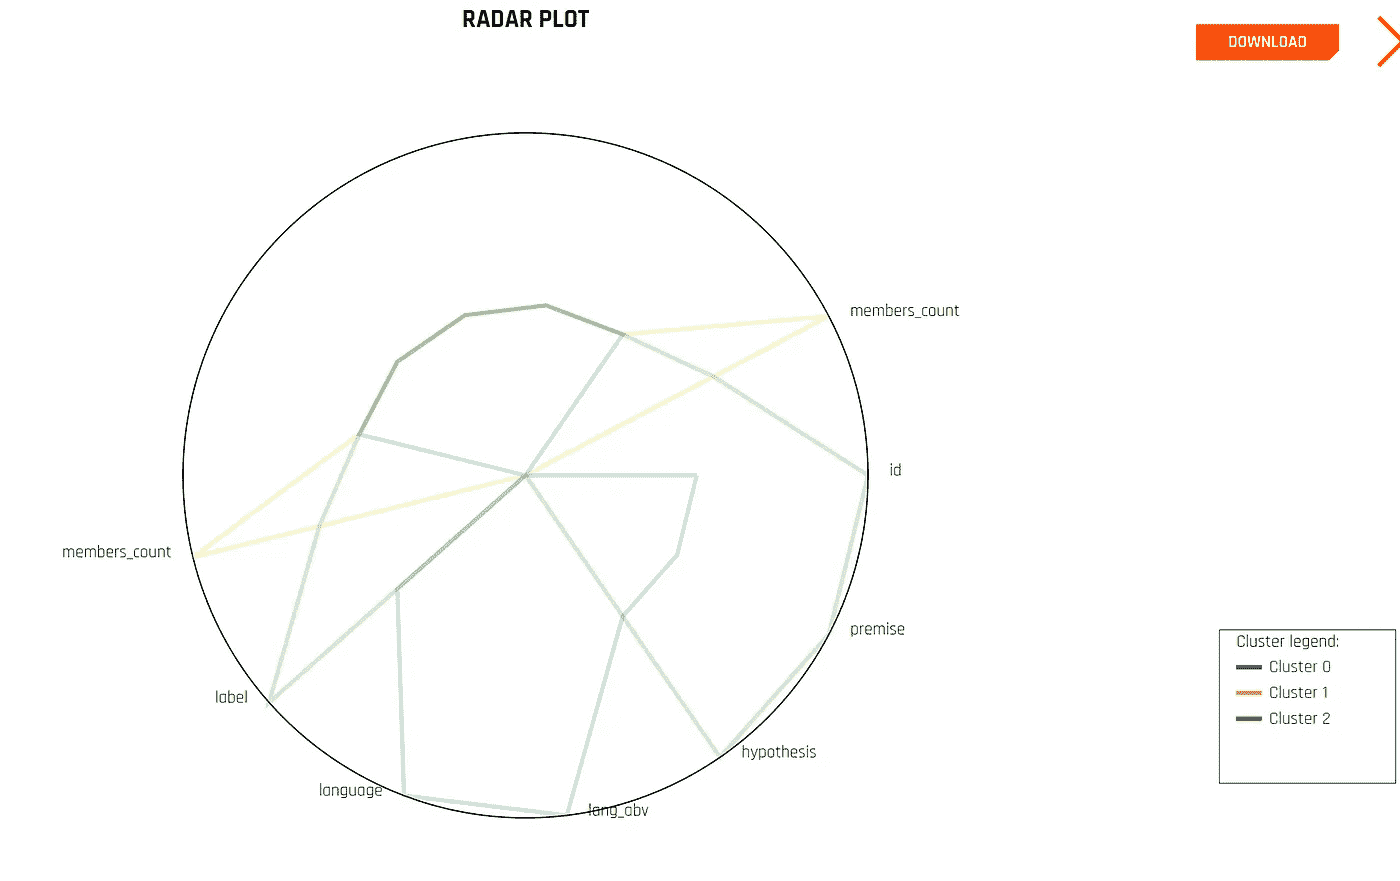 RADAR PLOT
DOWNLOAD
members_count
id
members_count
premise
Cluster legend:
Cluster 0
Cluster 1
Cluster 2
label
hypothesis
language
lang_abv